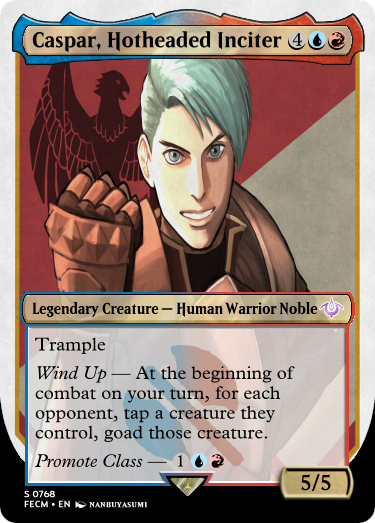 Caspar, Hotheaded Inciter 4
Legendary Creature — Human Warrior Noble
Trample
Wind Up — At the beginning of
combat on your turn, for each
opponent, tap a creature they
control, goad those creature.
Promote Class — 1
5/5
S 0768
FECM • EN NANBUYASUMI